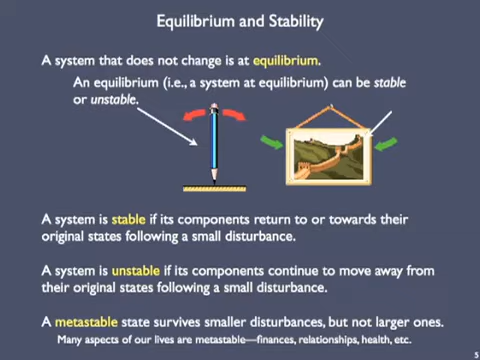 Equilibrium and Stability
A system that does not change is at equilibrium.
An equilibrium (i.e., a system at equilibrium) can be stable
or unstable.
A system is stable if its components return to or towards their
original states following a small disturbance.
A system is unstable if its components continue to move away from
their original states following a small disturbance.
A metastable state survives smaller disturbances, but not larger ones.
Many aspects of our lives are metastable—finances, relationships, health, etc.
5